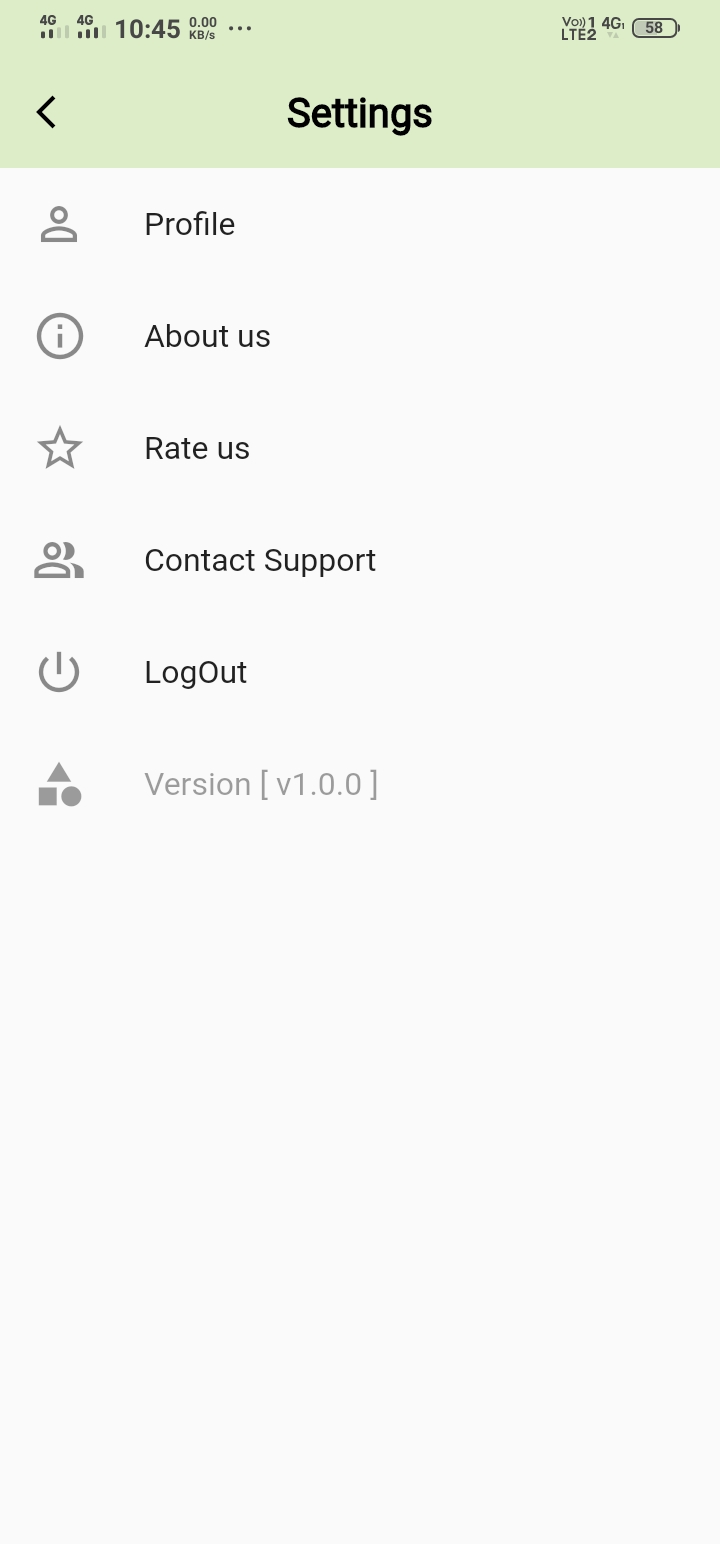 4G 4G 10:45 0.00 KB/s ... Vo))1 LTE2 4G1 58
Settings
Profile
About us
Rate us
Contact Support
LogOut
Version [ v1.0.0 ]